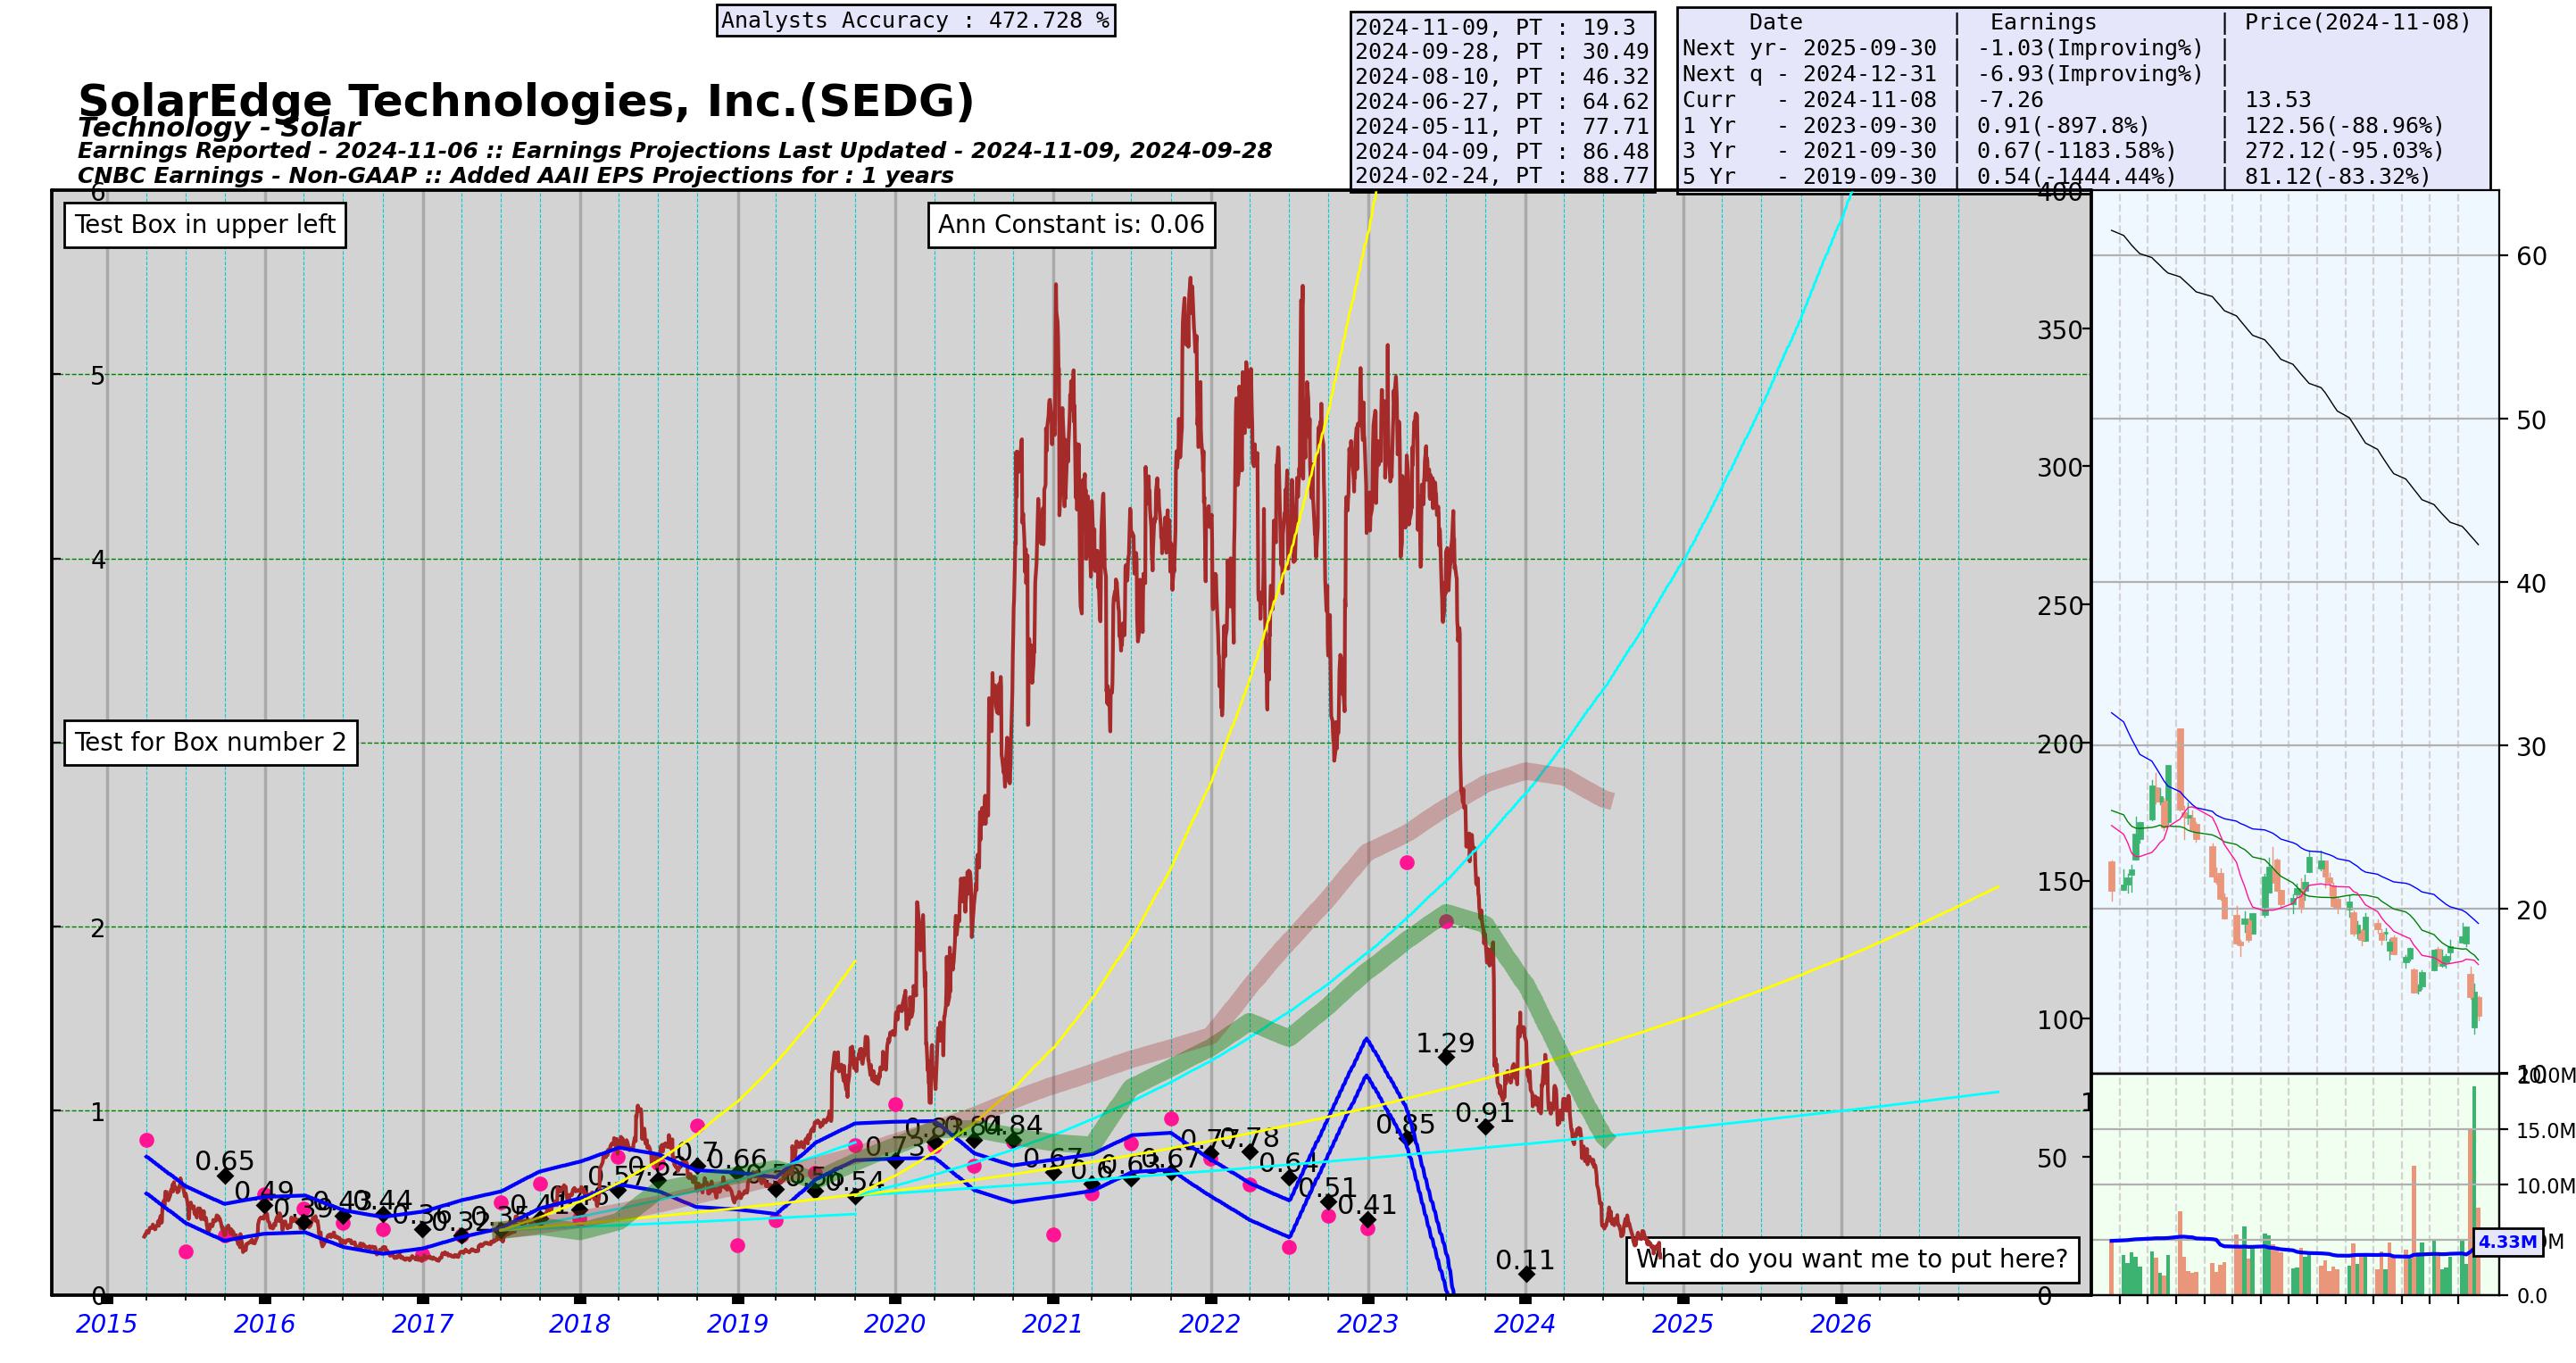 Analysts Accuracy : 472.728 %
2024-11-09, PT : 19.3
2024-09-28, PT : 30.49
2024-08-10, PT : 46.32
2024-06-27, PT : 64.62
2024-05-11, PT : 77.71
2024-04-09, PT : 86.48
2024-02-24, PT : 88.77
Date | Earnings | Price(2024-11-08)
Next yr- 2025-09-30 | -1.03(Improving%) |
Next q - 2024-12-31 | -6.93(Improving%) |
Curr - 2024-11-08 | -7.26 | 13.53
1 Yr - 2023-09-30 | 0.91(-897.8%) | 122.56(-88.96%)
3 Yr - 2021-09-30 | 0.67(-1183.58%) | 272.12(-95.03%)
5 Yr - 2019-09-30 | 0.54(-1444.44%) | 81.12(-83.32%)
SolarEdge Technologies, Inc.(SEDG)
Technology - Solar
Earnings Reported - 2024-11-06 :: Earnings Projections Last Updated - 2024-11-09, 2024-09-28
CNBC Earnings - Non-GAAP :: Added AAII EPS Projections for : 1 years
Test Box in upper left
Ann Constant is: 0.06
Test for Box number 2
What do you want me to put here?
6
5
4
2
1
0
400
350
300
250
200
150
100
50
0
60
50
40
30
20
15.0M
10.0M
4.33M
0.0
0.65
0.49
0.39
0.43
0.44
0.36
0.32
0.7
0.66
0.54
0.73
0.84
0.67
0.67
0.78
0.64
0.51
0.41
0.85
1.29
0.91
0.11
2015
2016
2017
2018
2019
2020
2021
2022
2023
2024
2025
2026